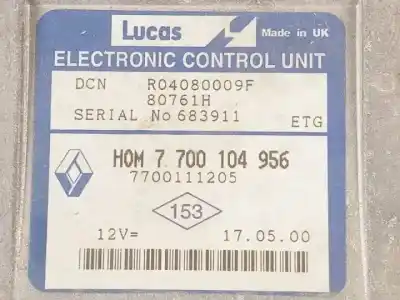 Lucas Made in UK
ELECTRONIC CONTROL UNIT
DCN R04080009F
80761H
SERIAL No 683911 ETG
HOM 7 700 104 956
7700111205
153
12V= 17.05.00